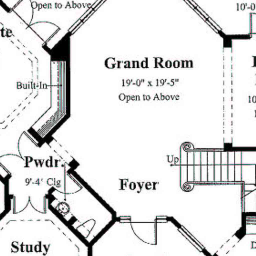 Open to Above
10'-0
te
Grand Room
19'-0" x 19'-5"
Open to Above
Built-In
10
Up
Pwdr.
9'-4" Clg
Foyer
Study